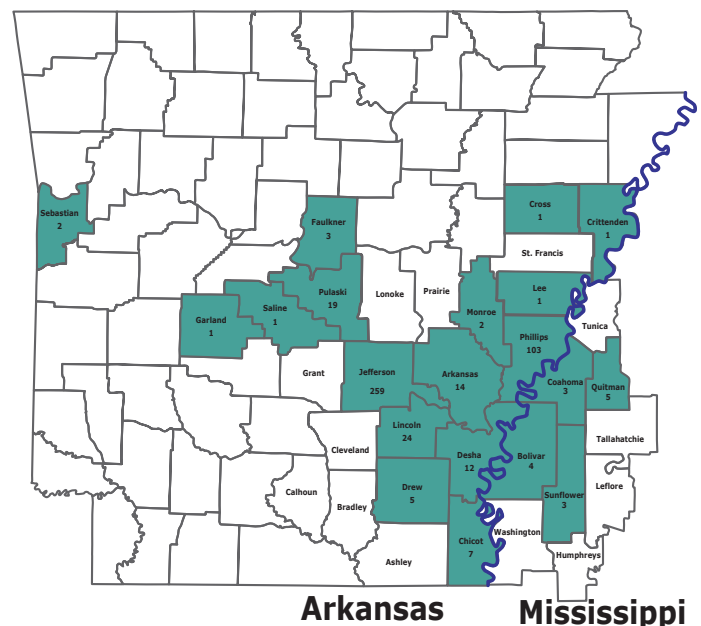 Sebastian
2
Cross
1
Crittenden
1
Faulkner
3
St. Francis
Pulaski
19
Lonoke
Prairie
Lee
1
Saline
1
Garland
1
Monroe
2
Tunica
Phillips
103
Grant
Jefferson
259
Arkansas
14
Coahoma
3
Quitman
5
Lincoln
24
Cleveland
Tallahatchie
Desha
12
Bolivar
4
Calhoun
Drew
5
Leflore
Sunflower
3
Bradley
Washington
Chicot
7
Humphreys
Ashley
Arkansas
Mississippi